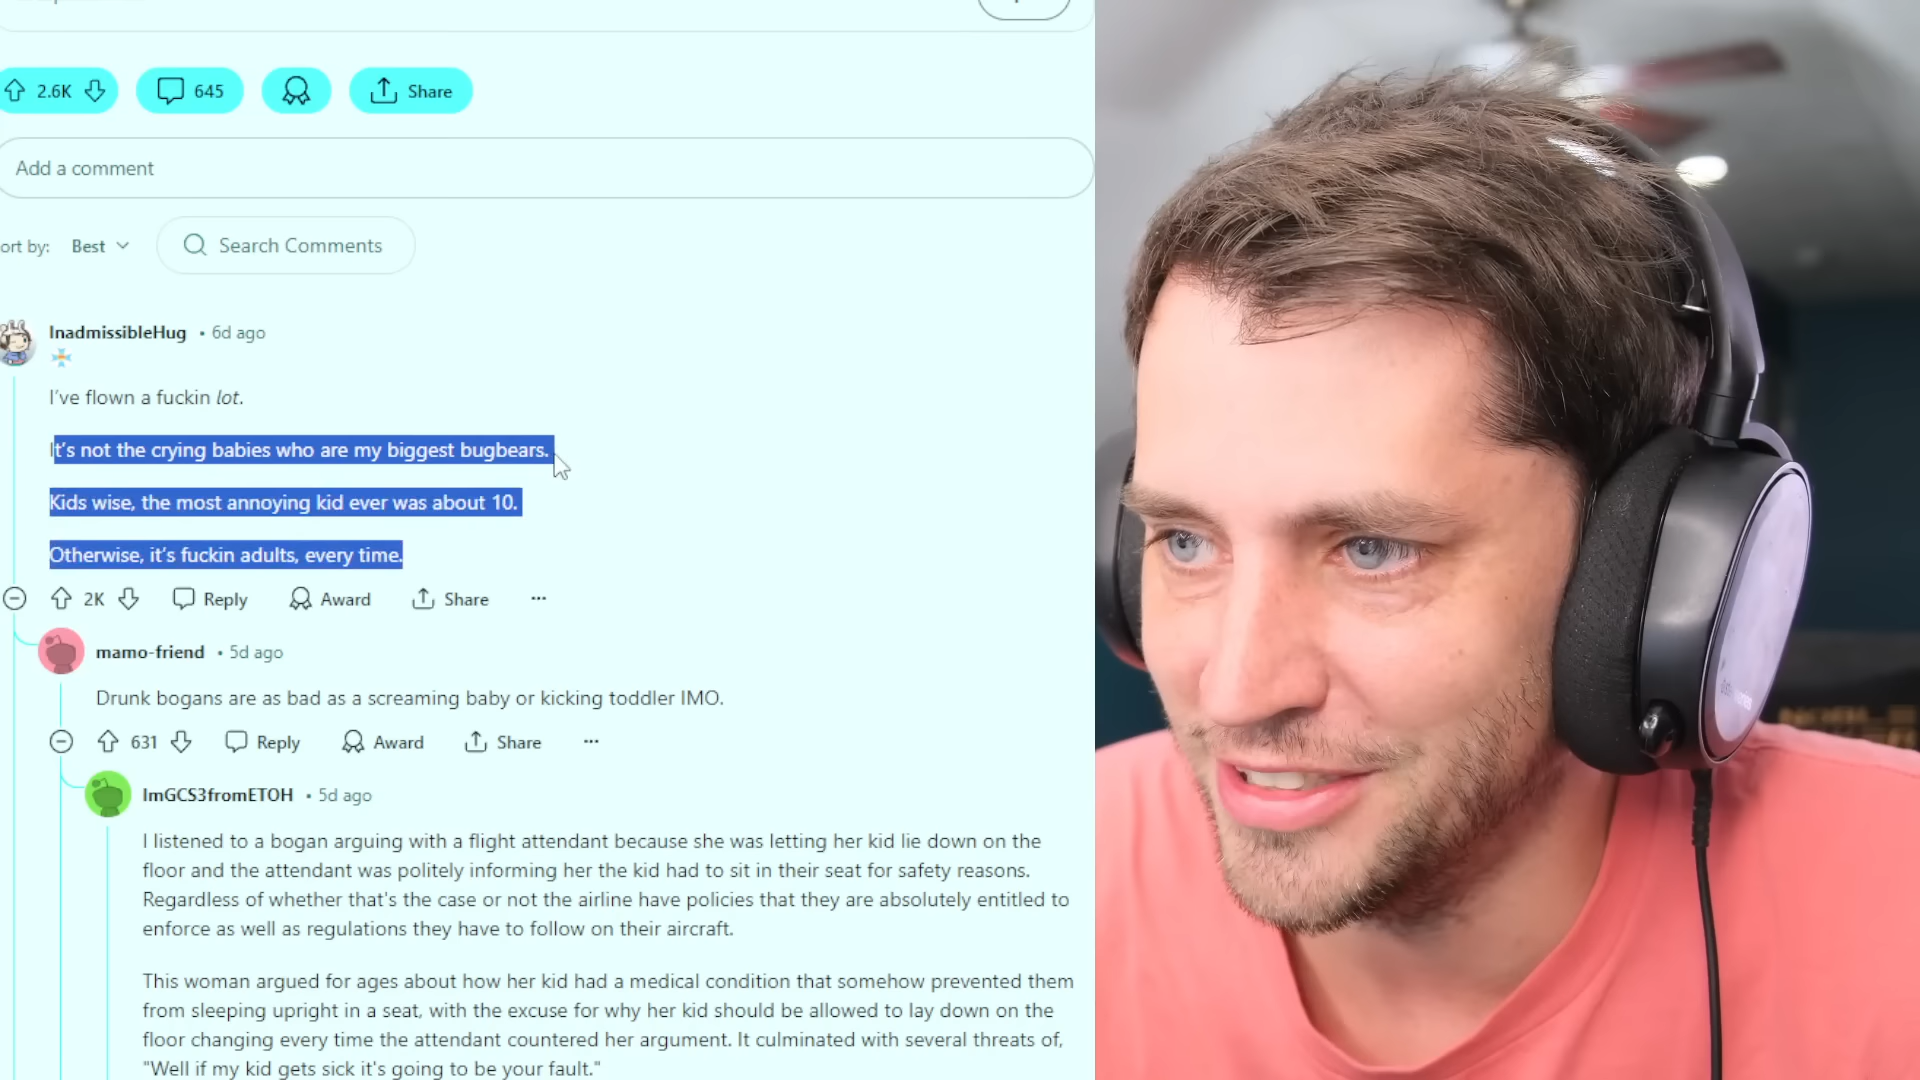 2.6K 645 Share
Add a comment
ort by: Best Search Comments
InadmissibleHug • 6d ago
I've flown a fuckin lot.
It's not the crying babies who are my biggest bugbears.
Kids wise, the most annoying kid ever was about 10.
Otherwise, it's fuckin adults, every time.
2K Reply Award Share ···
mamo-friend • 5d ago
Drunk bogans are as bad as a screaming baby or kicking toddler IMO.
631 Reply Award Share ···
ImGCS3fromETOH • 5d ago
I listened to a bogan arguing with a flight attendant because she was letting her kid lie down on the
floor and the attendant was politely informing her the kid had to sit in their seat for safety reasons.
Regardless of whether that's the case or not the airline have policies that they are absolutely entitled to
enforce as well as regulations they have to follow on their aircraft.
This woman argued for ages about how her kid had a medical condition that somehow prevented them
from sleeping upright in a seat, with the excuse for why her kid should be allowed to lay down on the
floor changing every time the attendant countered her argument. It culminated with several threats of,
"Well if my kid gets sick it's going to be your fault."